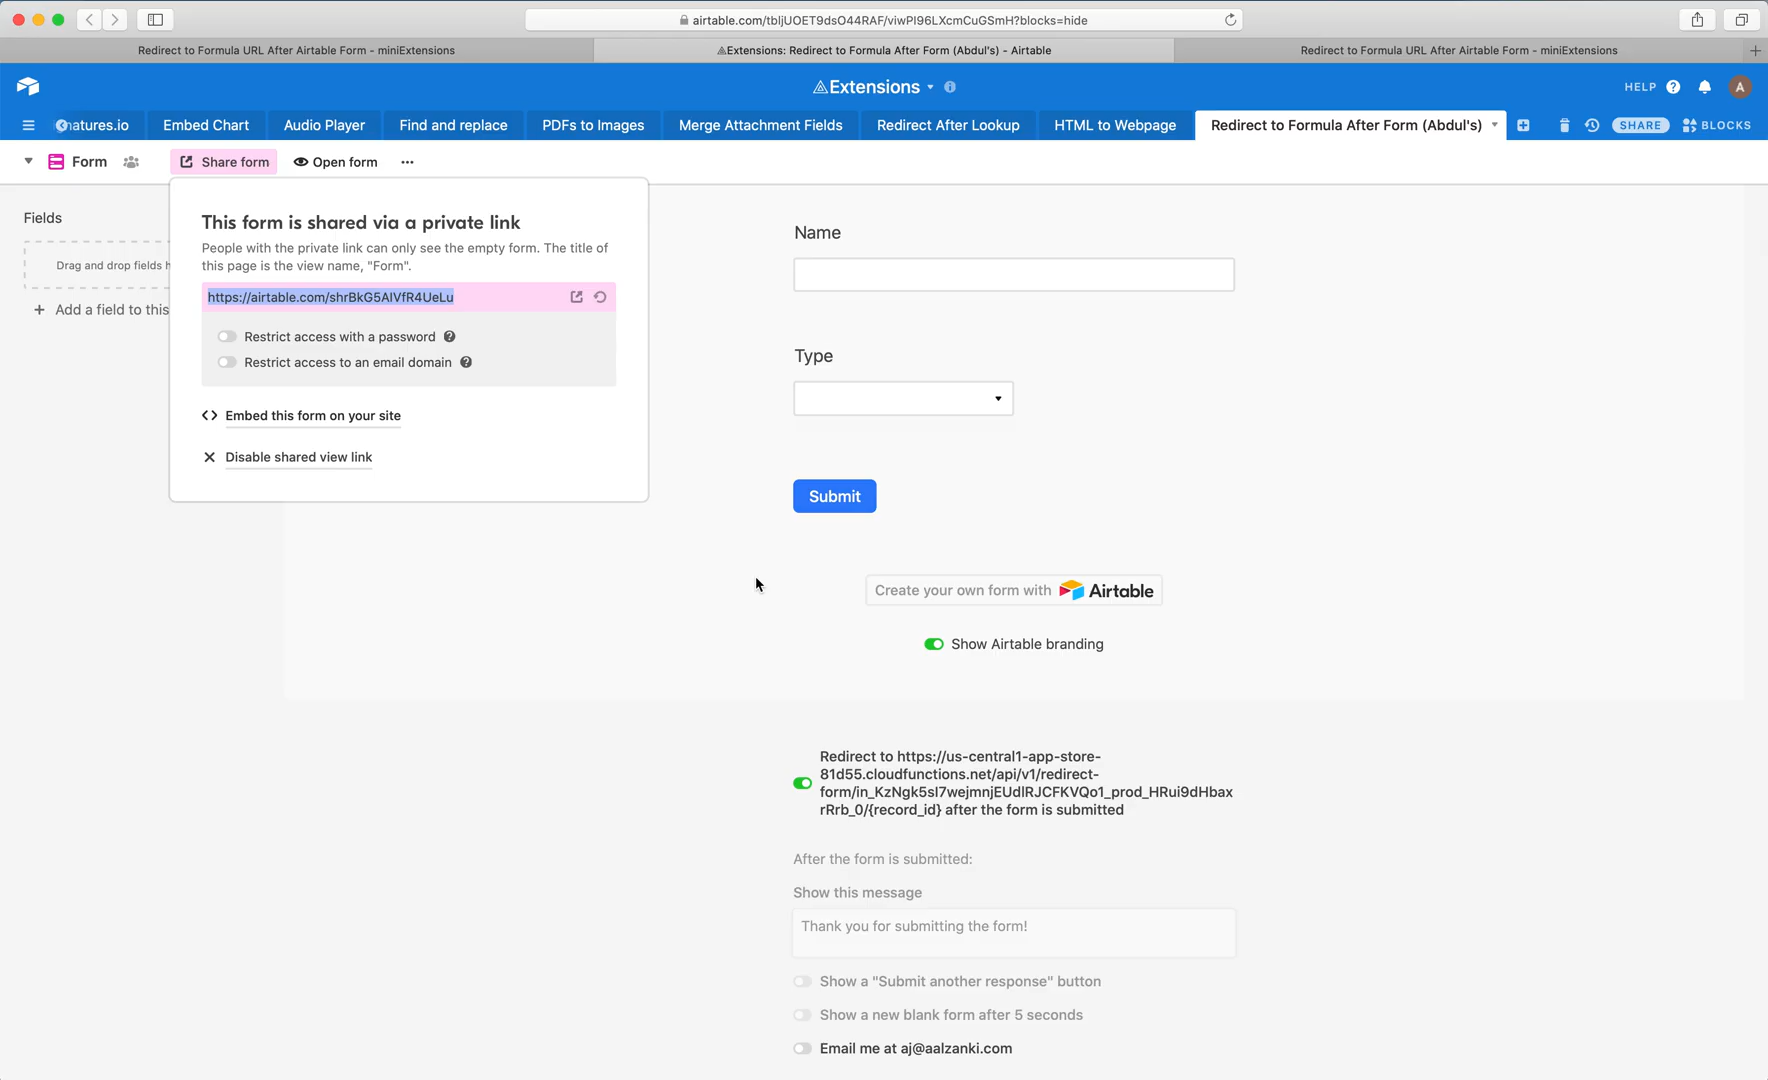 airtable.com/tbljUOET9dsO44RAF/viwPl96LXcmCuGSmH?blocks=hide
Redirect to Formula URL After Airtable Form - miniExtensions
Extensions: Redirect to Formula After Form (Abdul's) - Airtable
Redirect to Formula URL After Airtable Form - miniExtensions
Extensions
HELP
A
natures.io
Embed Chart
Audio Player
Find and replace
PDFs to Images
Merge Attachment Fields
Redirect After Lookup
HTML to Webpage
Redirect to Formula After Form (Abdul's)
SHARE
BLOCKS
Form
Share form
Open form
Fields
Drag and drop fields h
Add a field to this
This form is shared via a private link
People with the private link can only see the empty form. The title of
this page is the view name, "Form".
https://airtable.com/shrBkG5AIVfR4UeLu
Restrict access with a password
Restrict access to an email domain
Embed this form on your site
Disable shared view link
Name
Type
Submit
Create your own form with Airtable
Show Airtable branding
Redirect to https://us-central1-app-store-
81d55.cloudfunctions.net/api/v1/redirect-
form/in_KzNgk5sl7wejmnjEUdlRJCFKVQo1_prod_HRui9dHbax
rRrb_0/{record_id} after the form is submitted
After the form is submitted:
Show this message
Thank you for submitting the form!
Show a "Submit another response" button
Show a new blank form after 5 seconds
Email me at aj@aalzanki.com